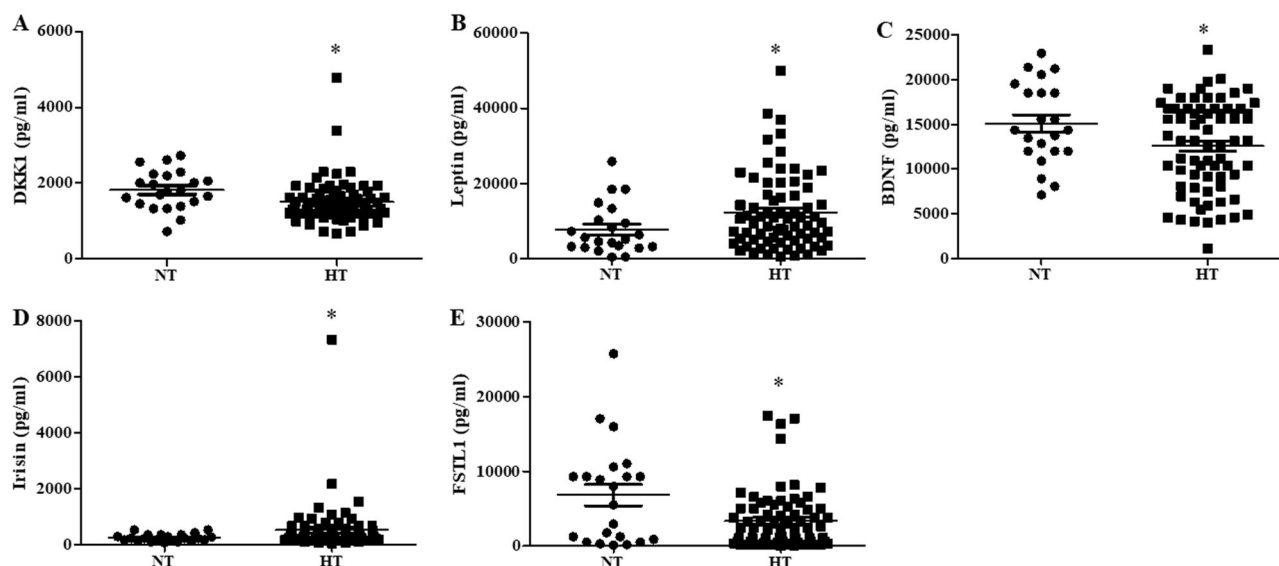 A
DKK1 (pg/ml)
6000
4000
2000
0
*
NT
HT
B
Leptin (pg/ml)
60000
40000
20000
0
*
NT
HT
C
BDNF (pg/ml)
25000
20000
15000
10000
5000
0
*
NT
HT
D
Irisin (pg/ml)
8000
6000
4000
2000
0
*
NT
HT
E
FSTL1 (pg/ml)
30000
20000
10000
0
*
NT
HT